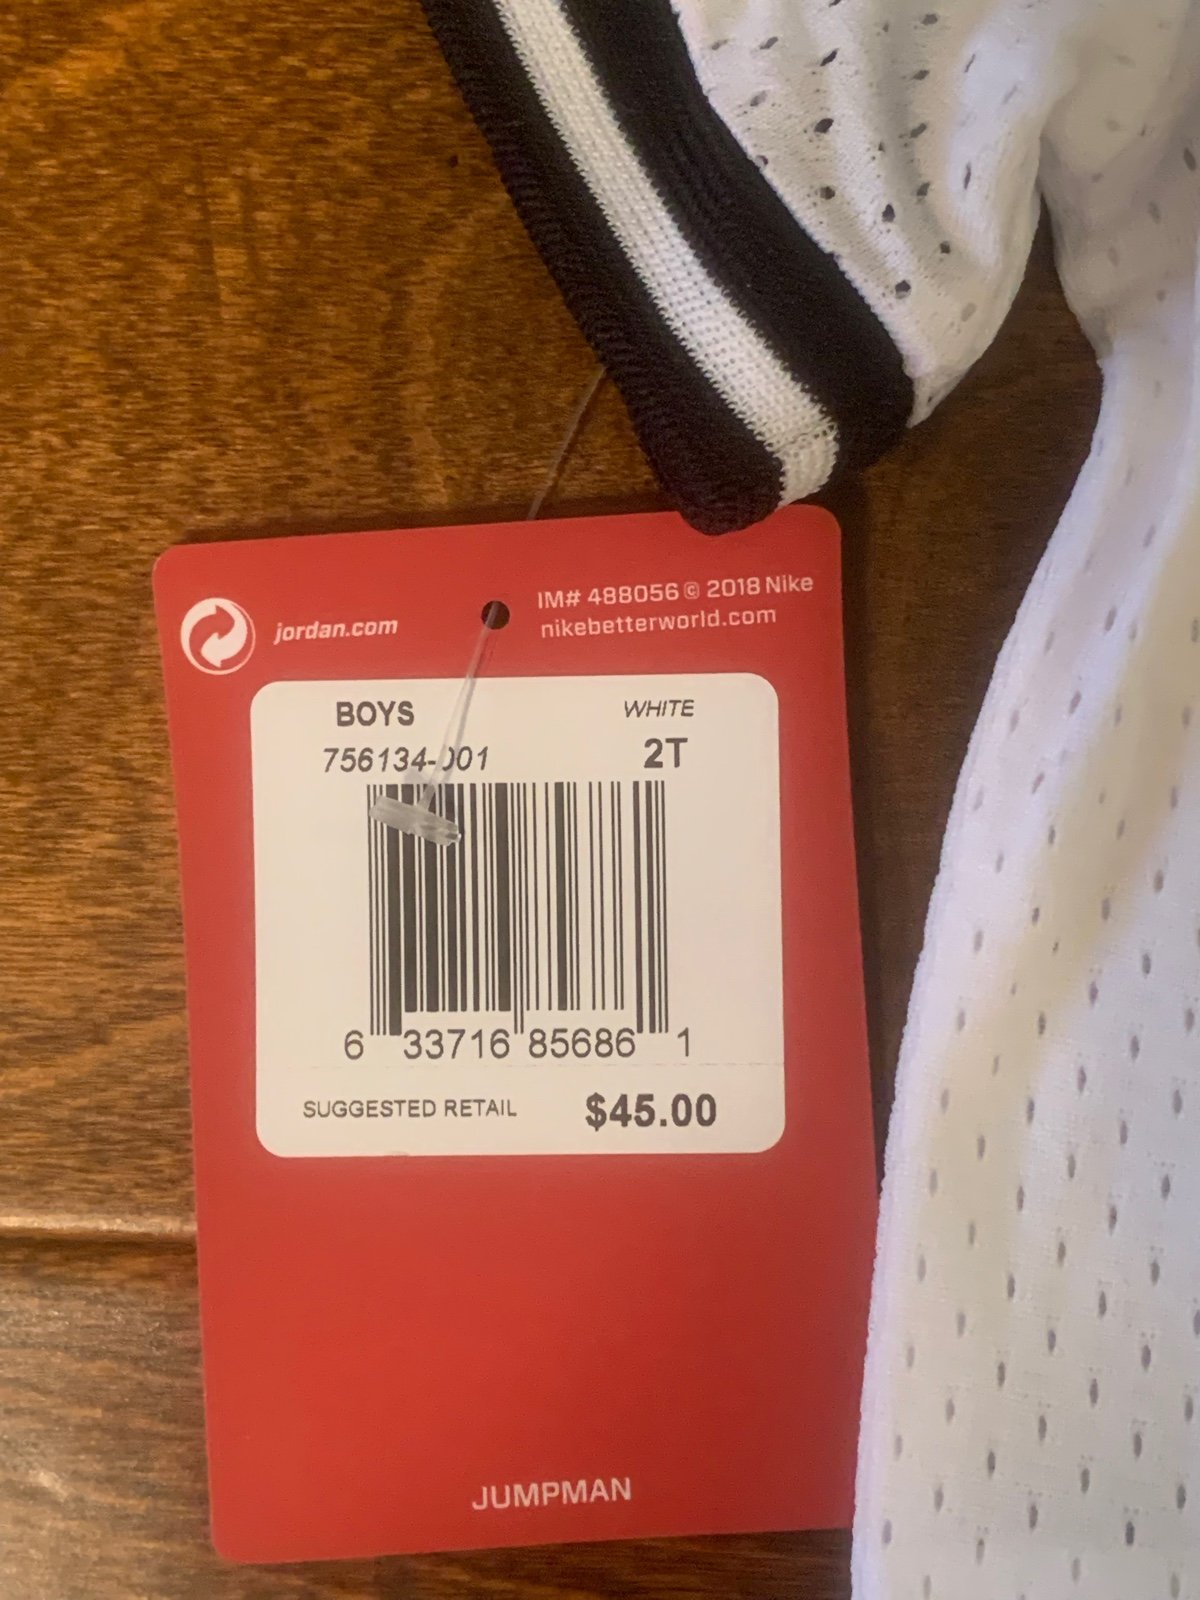 jordan.com
IM# 488056 © 2018 Nike
nikebetterworld.com
BOYS WHITE
756134-001 2T
6 33716 85686 1
SUGGESTED RETAIL $45.00
JUMPMAN